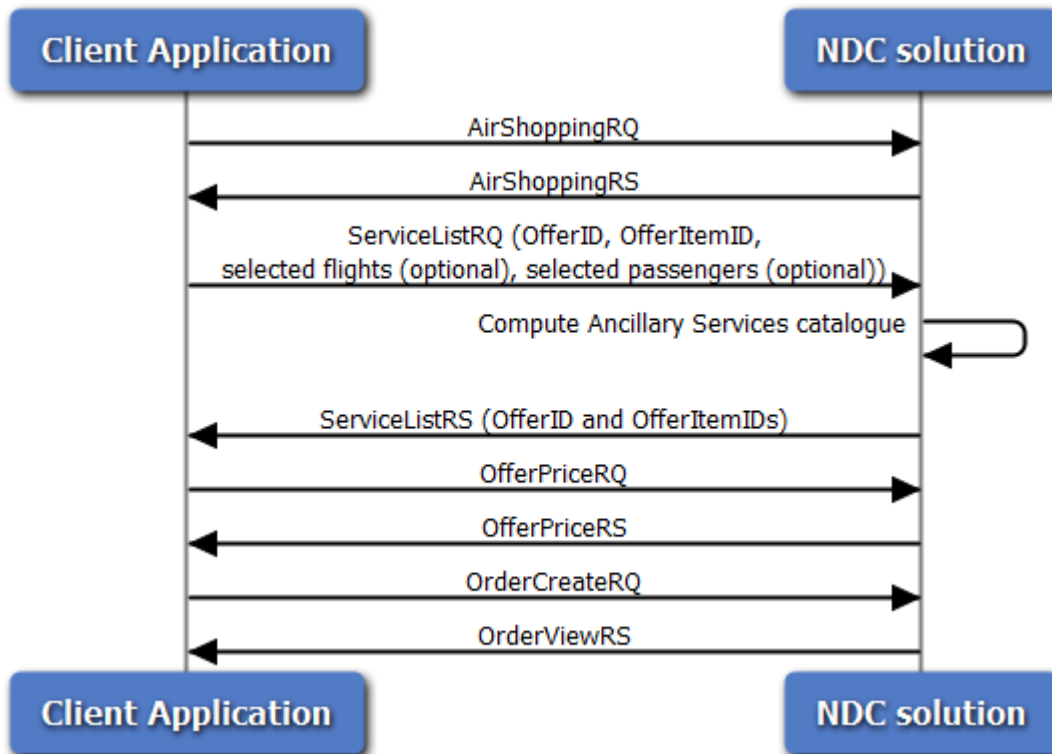 Client Application
NDC solution
AirShoppingRQ
AirShoppingRS
ServiceListRQ (OfferID, OfferItemID,
selected flights (optional), selected passengers (optional))
Compute Ancillary Services catalogue
ServiceListRS (OfferID and OfferItemIDs)
OfferPriceRQ
OfferPriceRS
OrderCreateRQ
OrderViewRS
Client Application
NDC solution